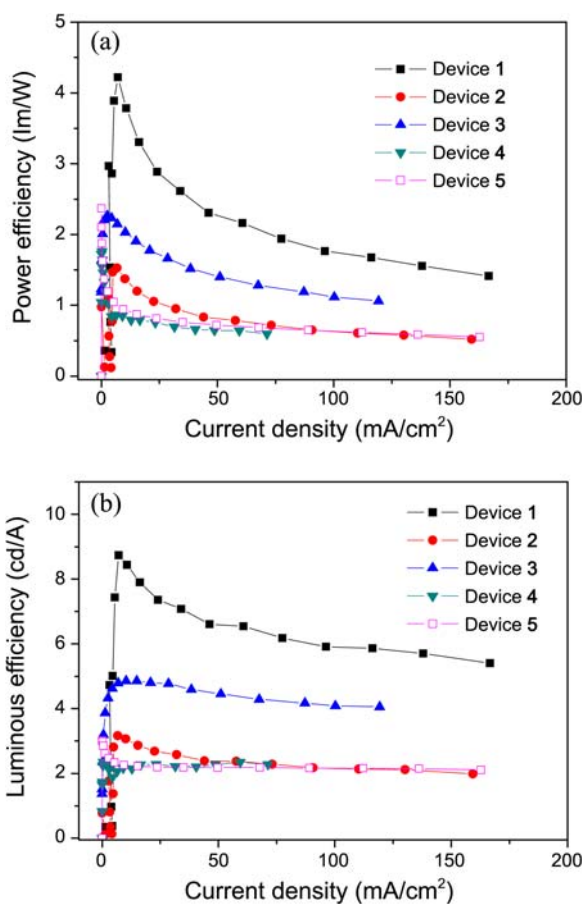 (a)
Device 1
Device 2
Device 3
Device 4
Device 5
Power efficiency (lm/W)
5
4
3
2
1
0
0 50 100 150 200
Current density (mA/cm²)
(b)
Device 1
Device 2
Device 3
Device 4
Device 5
Luminous efficiency (cd/A)
10
8
6
4
2
0
0 50 100 150 200
Current density (mA/cm²)